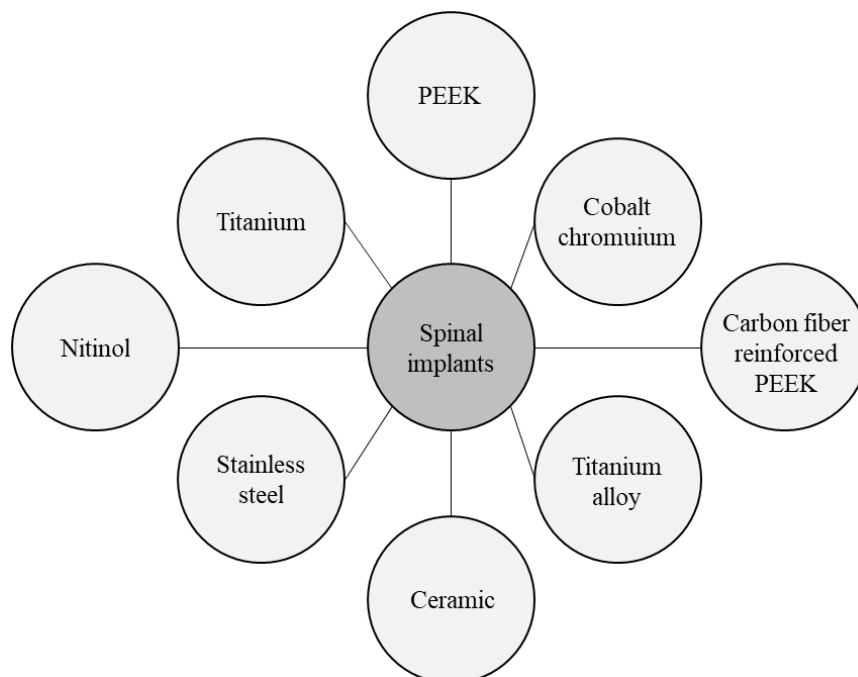 PEEK
Titanium
Cobalt
chromuium
Nitinol
Spinal
implants
Carbon fiber
reinforced
PEEK
Stainless
steel
Titanium
alloy
Ceramic